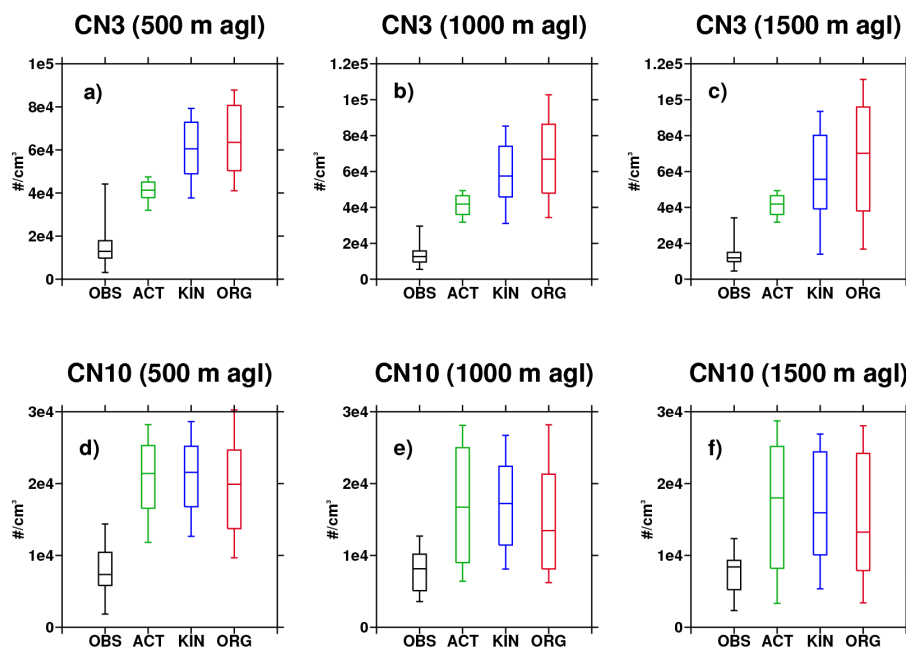 CN3 (500 m agl)
CN3 (1000 m agl)
CN3 (1500 m agl)
a)
#/cm³
1e5
8e4
6e4
4e4
2e4
0
OBS ACT KIN ORG
b)
#/cm³
1.2e5
1e5
8e4
6e4
4e4
2e4
0
OBS ACT KIN ORG
c)
#/cm³
1.2e5
1e5
8e4
6e4
4e4
2e4
0
OBS ACT KIN ORG
CN10 (500 m agl)
CN10 (1000 m agl)
CN10 (1500 m agl)
d)
#/cm³
3e4
2e4
1e4
0
OBS ACT KIN ORG
e)
#/cm³
3e4
2e4
1e4
0
OBS ACT KIN ORG
f)
#/cm³
3e4
2e4
1e4
0
OBS ACT KIN ORG